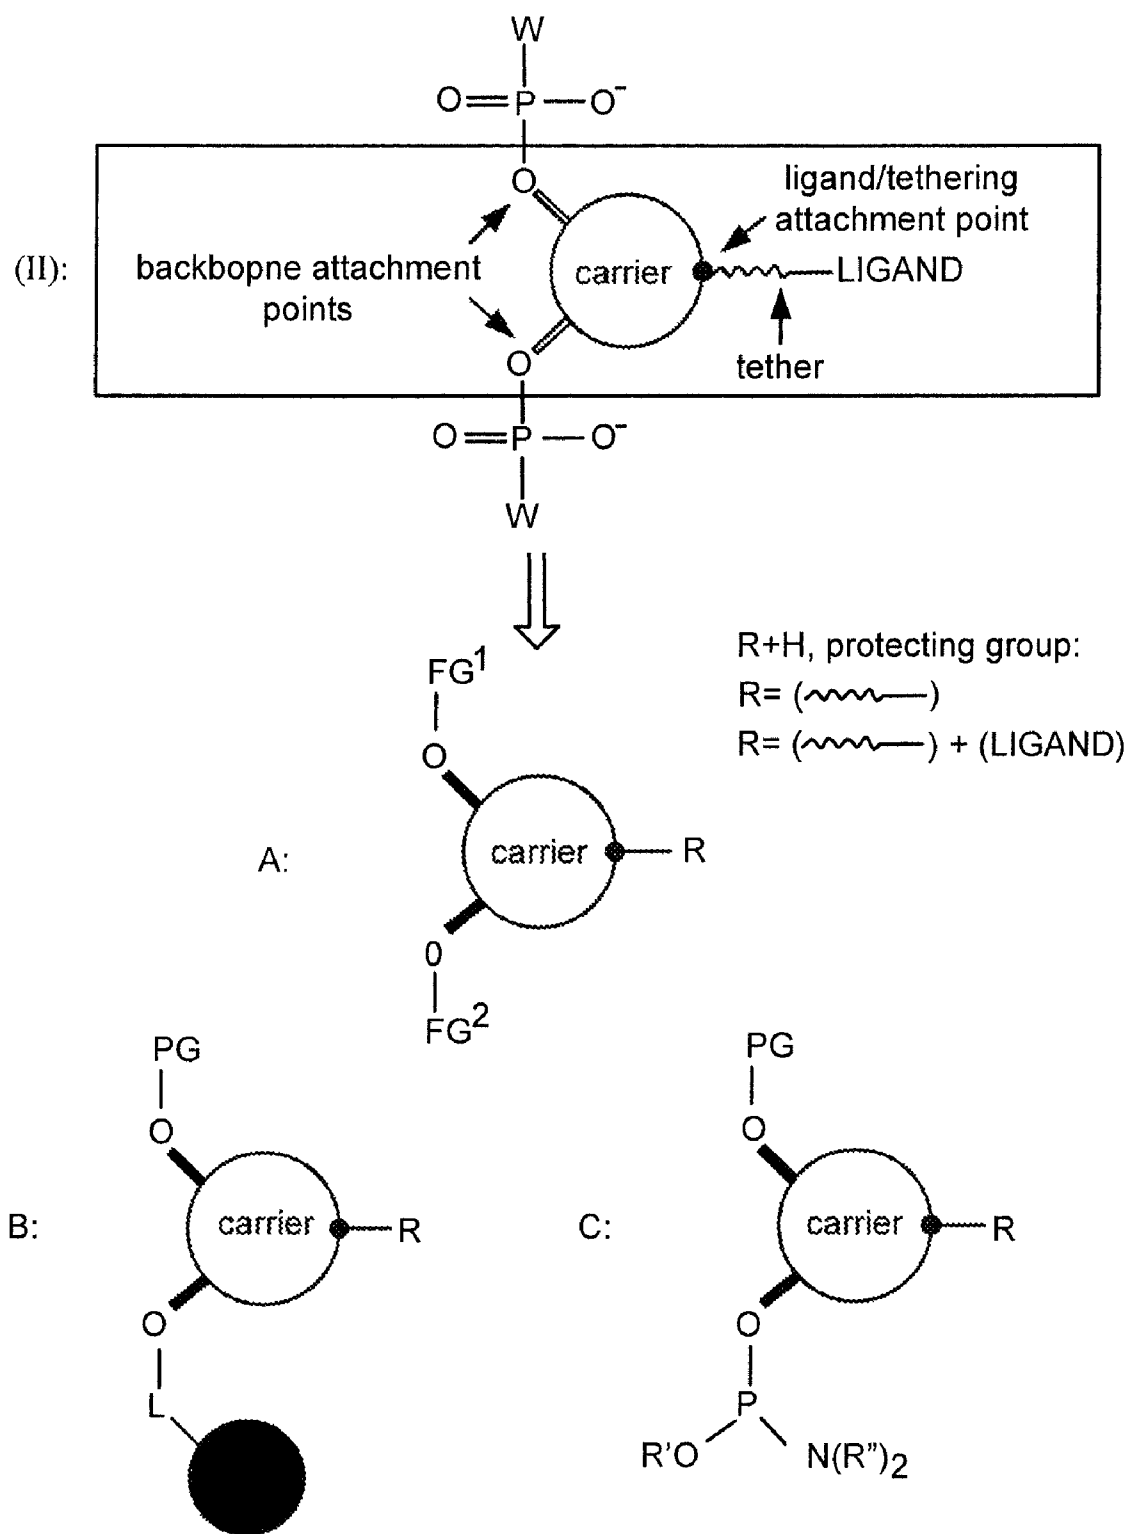 W
O=P—O⁻
O
ligand/tethering
attachment point
(II):
backbopne attachment
points
carrier
LIGAND
tether
O
O=P—O⁻
W
R+H, protecting group:
R= ( )
R= ( ) + (LIGAND)
FG¹
O
A:
carrier
R
0
FG²
PG
O
B:
carrier
R
O
L
PG
O
C:
carrier
R
O
P
R'O
N(R")₂